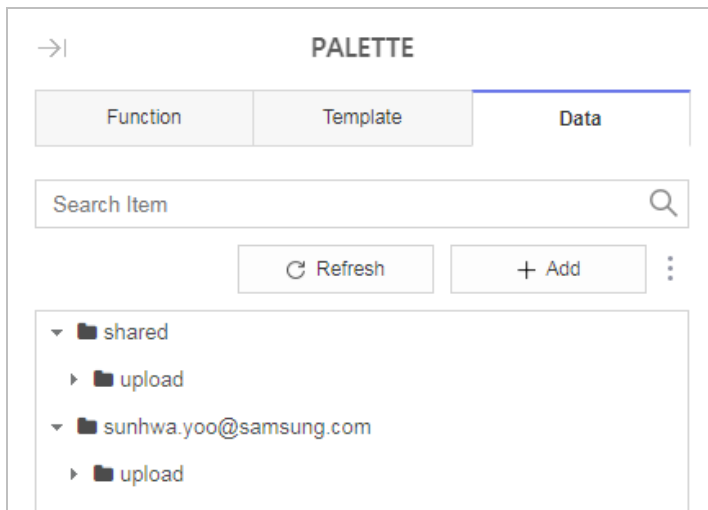 PALETTE
Function Template Data
Search Item
Refresh + Add
shared
upload
sunhwa.yoo@samsung.com
upload